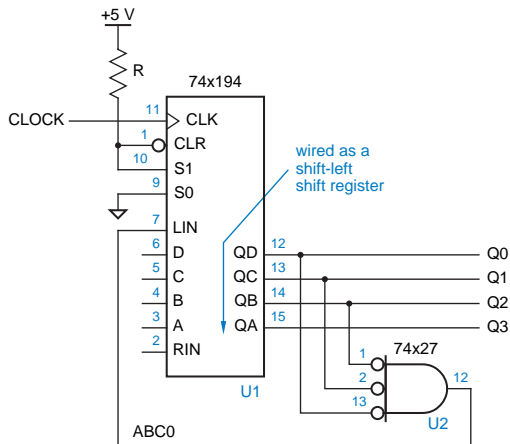 +5 V
R
74x194
CLOCK
11
CLK
1
CLR
10
S1
9
S0
7
LIN
6
D
5
C
4
B
3
A
2
RIN
wired as a
shift-left
shift register
QD
12
Q0
QC
13
Q1
QB
14
Q2
QA
15
Q3
U1
74x27
1
2
13
12
U2
ABC0